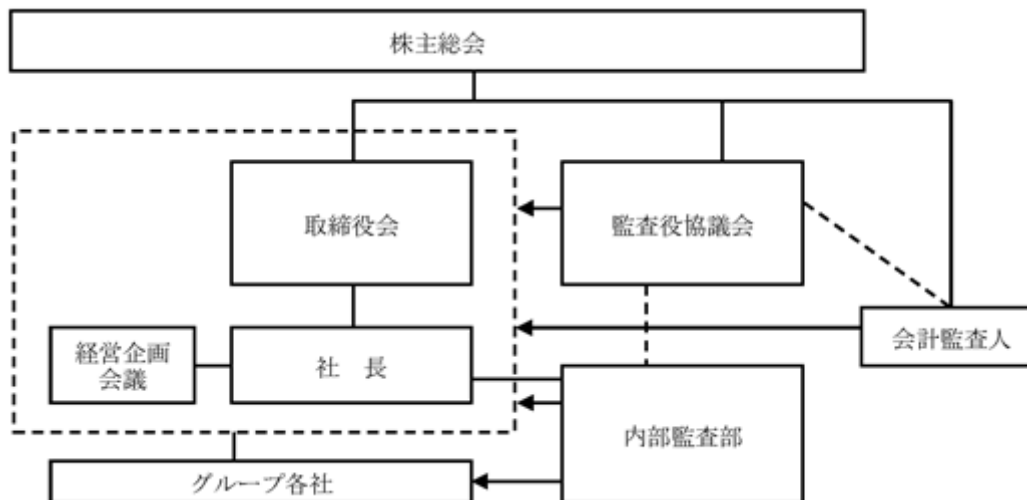 株主総会
取締役会
監査役協議会
会計監査人
経営企画
会議
社　長
内部監査部
グループ各社